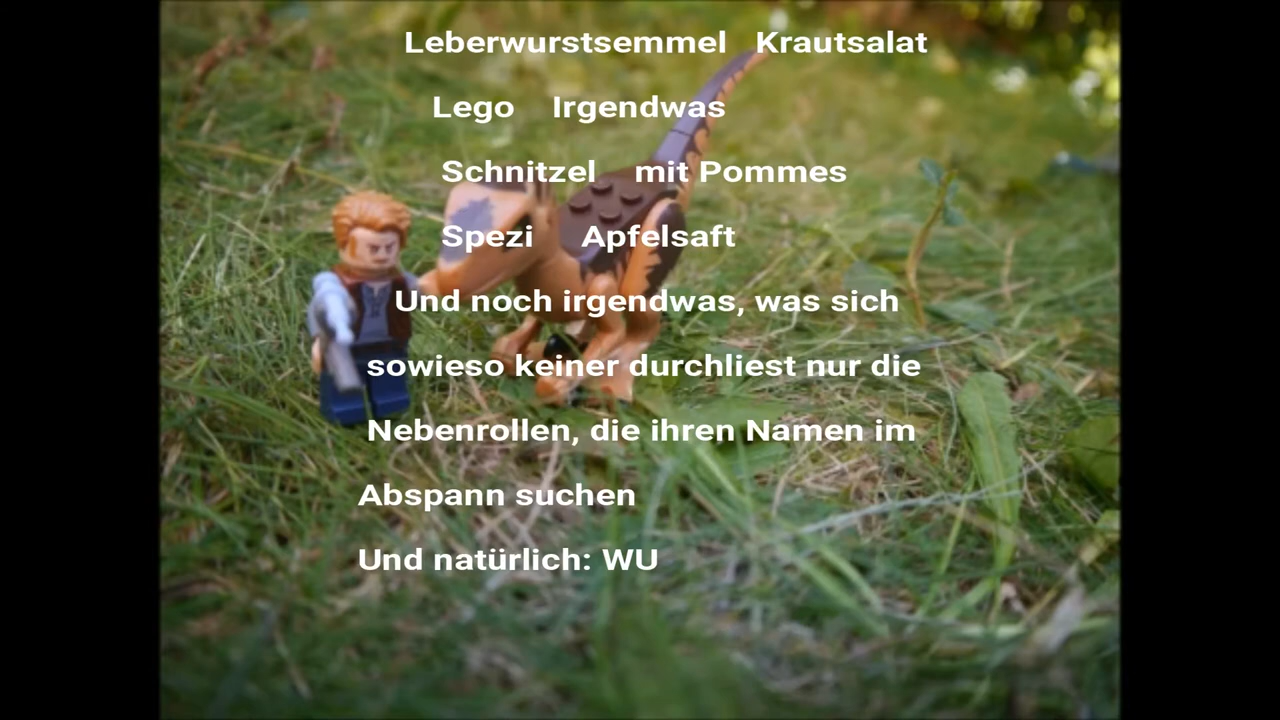 Leberwurstsemmel Krautsalat
Lego Irgendwas
Schnitzel mit Pommes
Spezi Apfelsaft
Und noch irgendwas, was sich
sowieso keiner durchliest nur die
Nebenrollen, die ihren Namen im
Abspann suchen
Und natürlich: WU